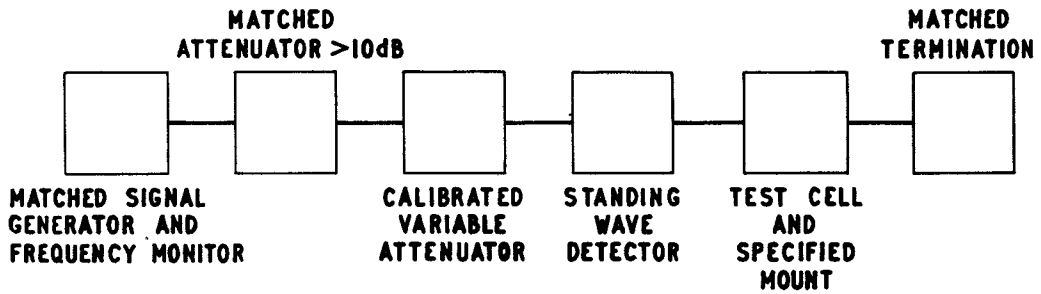 MATCHED
ATTENUATOR >10dB
MATCHED
TERMINATION
MATCHED SIGNAL
GENERATOR AND
FREQUENCY MONITOR
CALIBRATED
VARIABLE
ATTENUATOR
STANDING
WAVE
DETECTOR
TEST CELL
AND
SPECIFIED
MOUNT